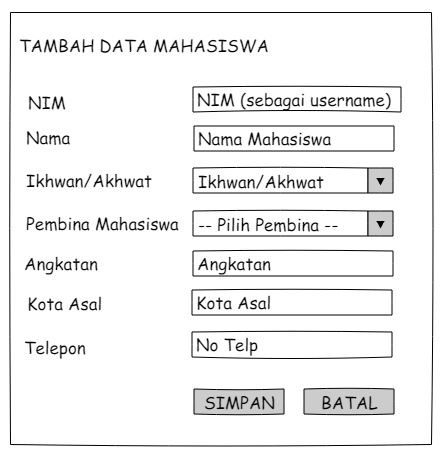 TAMBAH DATA MAHASISWA
NIM NIM (sebagai username)
Nama Nama Mahasiswa
Ikhwan/Akhwat Ikhwan/Akhwat
Pembina Mahasiswa -- Pilih Pembina --
Angkatan Angkatan
Kota Asal Kota Asal
Telepon No Telp
SIMPAN BATAL